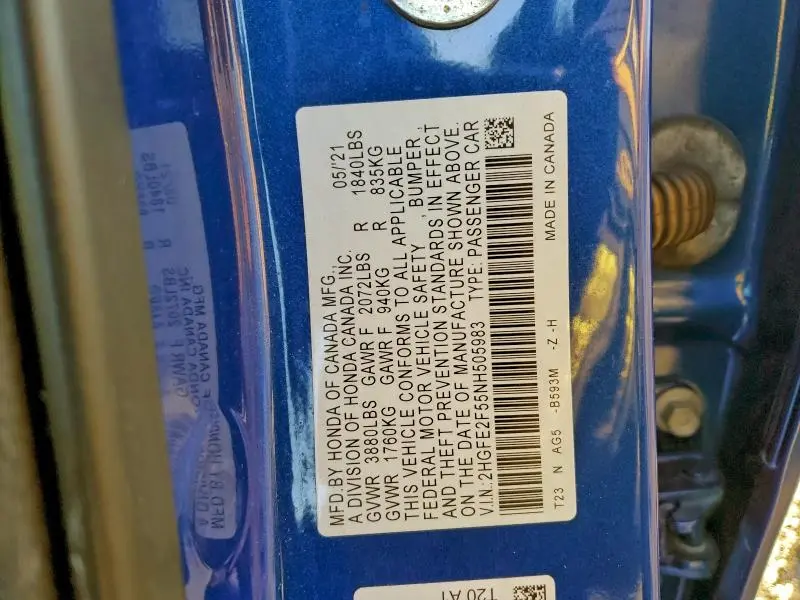 MFD.BY HONDA OF CANADA MFG.,
A DIVISION OF HONDA CANADA INC. 05/21
GVWR 3880LBS GAWR F 2072LBS R 1840LBS
GVWR 1760KG GAWR F 940KG R 835KG
THIS VEHICLE CONFORMS TO ALL APPLICABLE
FEDERAL MOTOR VEHICLE SAFETY , BUMPER ,
AND THEFT PREVENTION STANDARDS IN EFFECT
ON THE DATE OF MANUFACTURE SHOWN ABOVE.
V.I.N.:2HGFE2F55NH505983 TYPE:PASSENGER CAR
T23 N AG5 -B593M -Z -H MADE IN CANADA
T20 A1